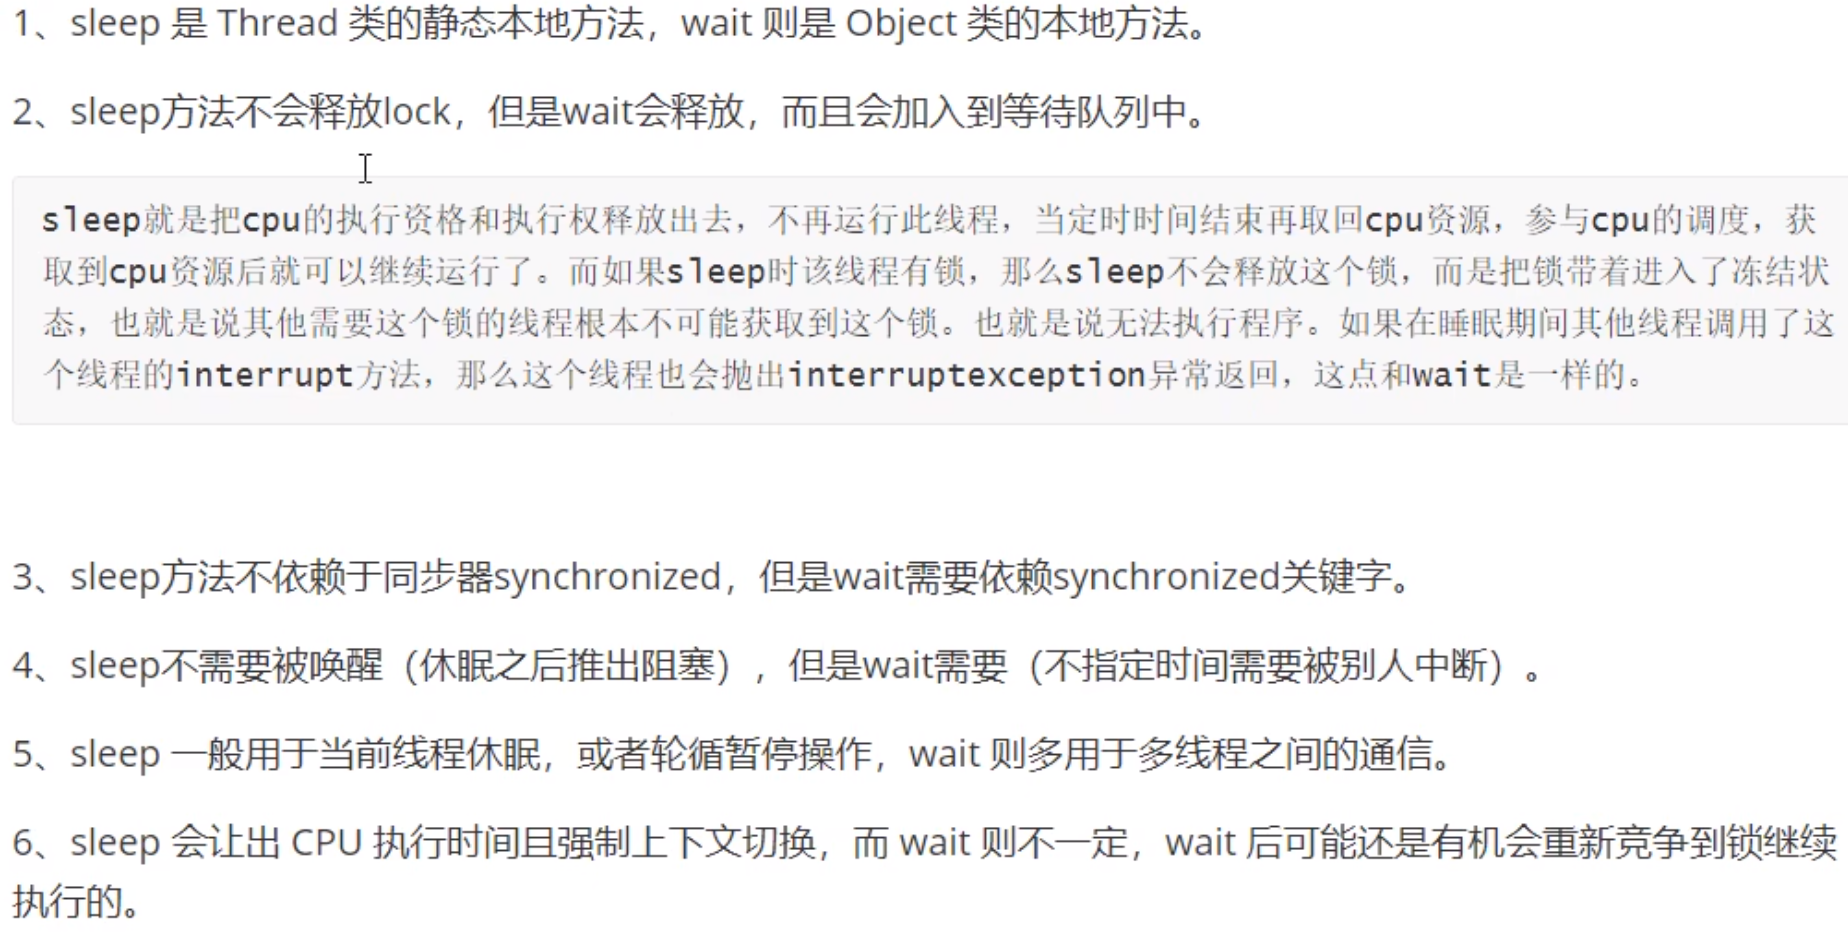 1、sleep 是 Thread 类的静态本地方法，wait 则是 Object 类的本地方法。
2、sleep方法不会释放lock，但是wait会释放，而且会加入到等待队列中。
sleep就是把cpu的执行资格和执行权释放出去，不再运行此线程，当定时时间结束再取回cpu资源，参与cpu的调度，获
取到cpu资源后就可以继续运行了。而如果sleep时该线程有锁，那么sleep不会释放这个锁，而是把锁带着进入了冻结状
态，也就是说其他需要这个锁的线程根本不可能获取到这个锁。也就是说无法执行程序。如果在睡眠期间其他线程调用了这
个线程的interrupt方法，那么这个线程也会抛出interruptexception异常返回，这点和wait是一样的。
3、sleep方法不依赖于同步器synchronized，但是wait需要依赖synchronized关键字。
4、sleep不需要被唤醒（休眠之后推出阻塞），但是wait需要（不指定时间需要被别人中断）。
5、sleep 一般用于当前线程休眠，或者轮循暂停操作，wait 则多用于多线程之间的通信。
6、sleep 会让出 CPU 执行时间且强制上下文切换，而 wait 则不一定，wait 后可能还是有机会重新竞争到锁继续
执行的。